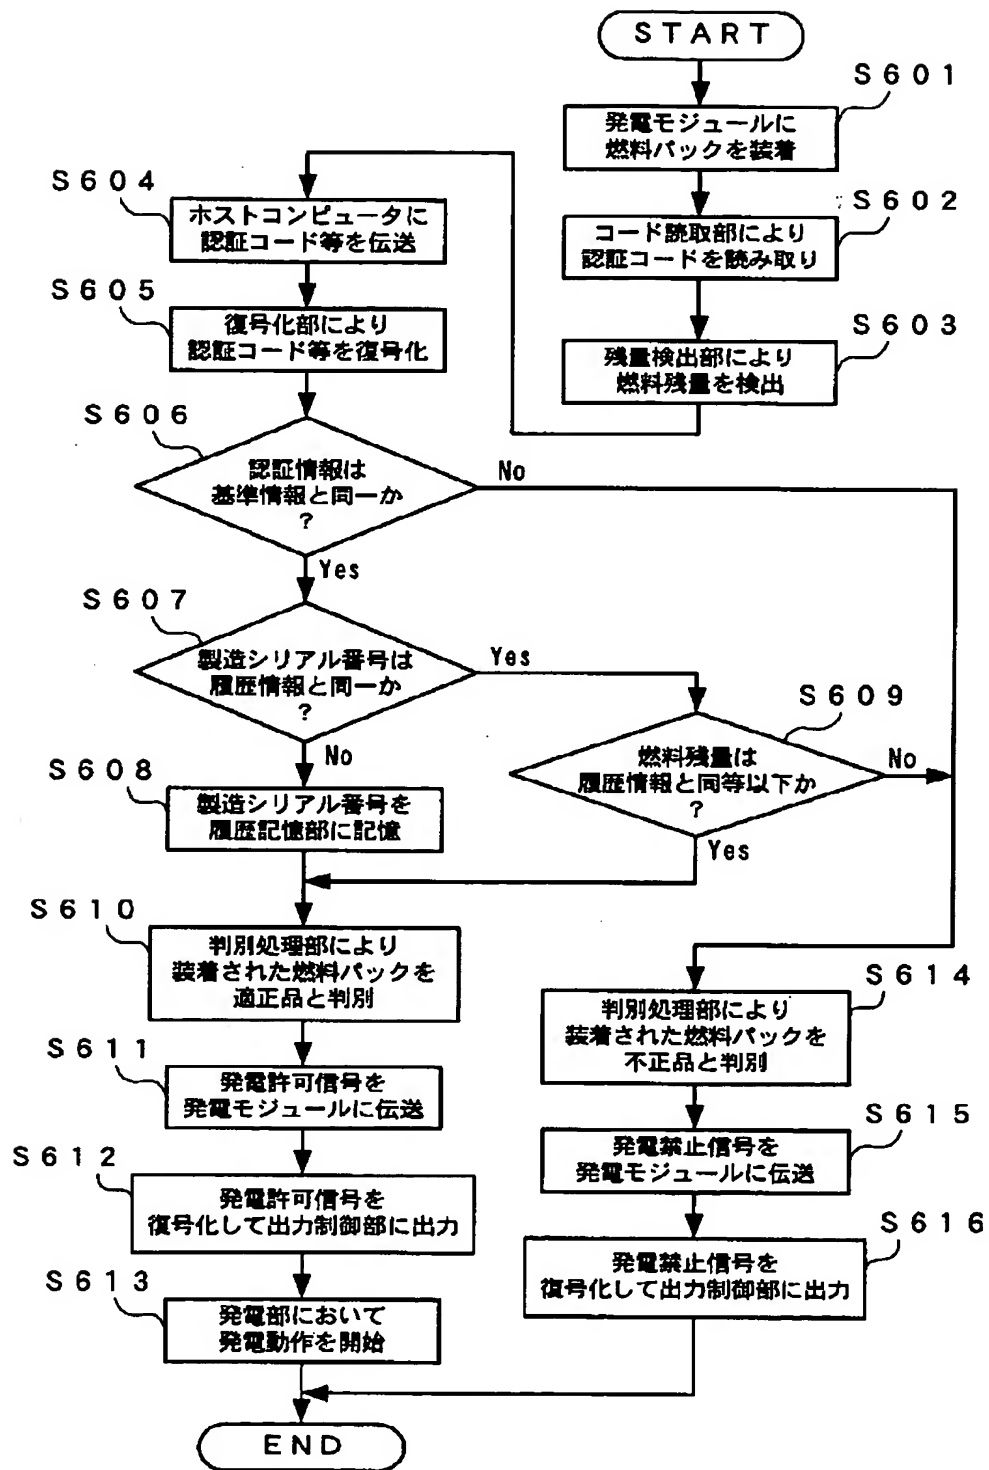 START
S601
発電モジュールに
燃料パックを装着
S602
コード読取部により
認証コードを読み取り
S603
残量検出部により
燃料残量を検出
S604
ホストコンピュータに
認証コード等を伝送
S605
復号化部により
認証コード等を復号化
S606
認証情報は
基準情報と同一か
?
No
Yes
S607
製造シリアル番号は
履歴情報と同一か
?
Yes
No
S608
製造シリアル番号を
履歴記憶部に記憶
S609
燃料残量は
履歴情報と同等以下か
?
No
Yes
S610
判別処理部により
装着された燃料パックを
適正品と判別
S611
発電許可信号を
発電モジュールに伝送
S612
発電許可信号を
復号化して出力制御部に出力
S613
発電部において
発電動作を開始
S614
判別処理部により
装着された燃料パックを
不正品と判別
S615
発電禁止信号を
発電モジュールに伝送
S616
発電禁止信号を
復号化して出力制御部に出力
END